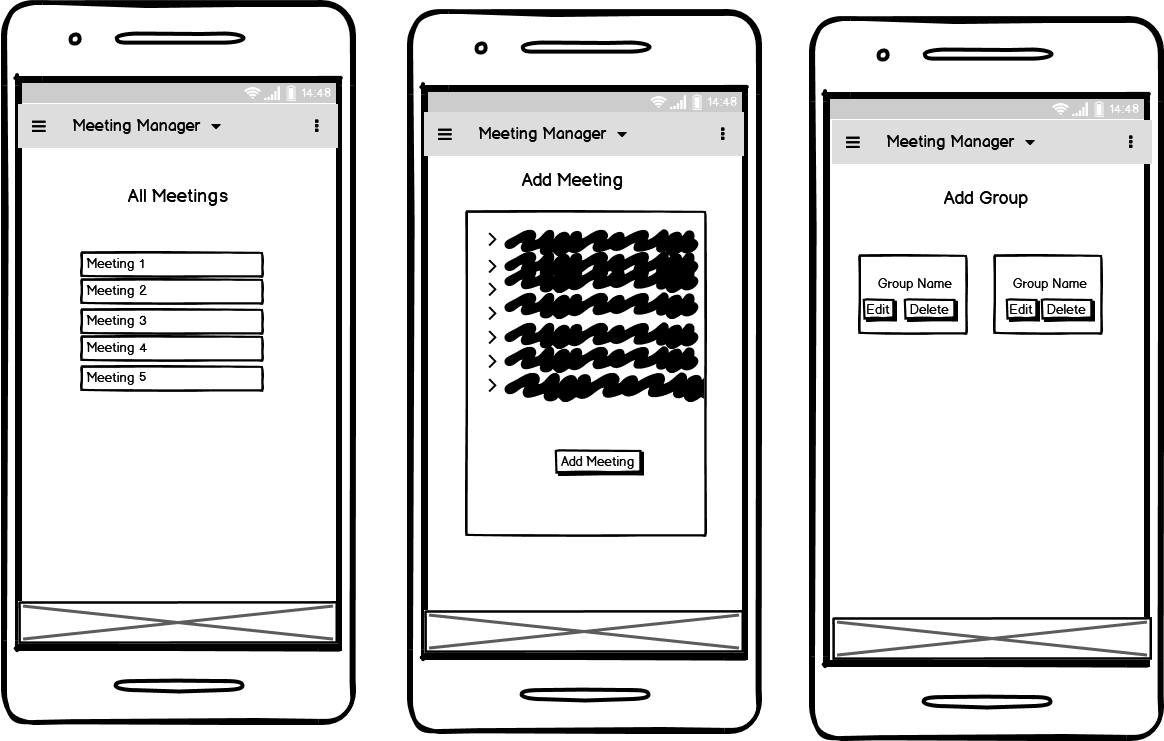 14:48
Meeting Manager
All Meetings
Meeting 1
Meeting 2
Meeting 3
Meeting 4
Meeting 5
14:48
Meeting Manager
Add Meeting
Add Meeting
14:48
Meeting Manager
Add Group
Group Name
Edit Delete
Group Name
Edit Delete